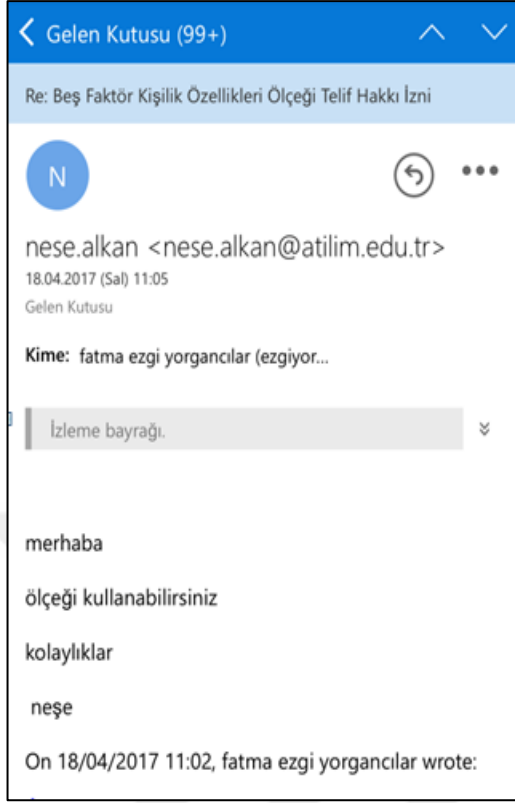 Gelen Kutusu (99+)
Re: Beş Faktör Kişilik Özellikleri Ölçeği Telif Hakkı İzni
N
nese.alkan <nese.alkan@atilim.edu.tr>
18.04.2017 (Sal) 11:05
Gelen Kutusu
Kime: fatma ezgi yorgancılar (ezgiyor...
İzleme bayrağı.
merhaba
ölçeği kullanabilirsiniz
kolaylıklar
neşe
On 18/04/2017 11:02, fatma ezgi yorgancılar wrote: